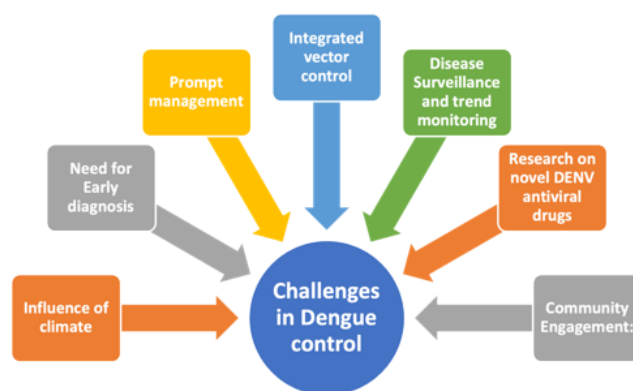 Integrated
vector
control
Prompt
management
Disease
Surveillance
and trend
monitoring
Need for
Early
diagnosis
Research on
novel DENV
antiviral
drugs
Influence of
climate
Challenges
in Dengue
control
Community
Engagement: